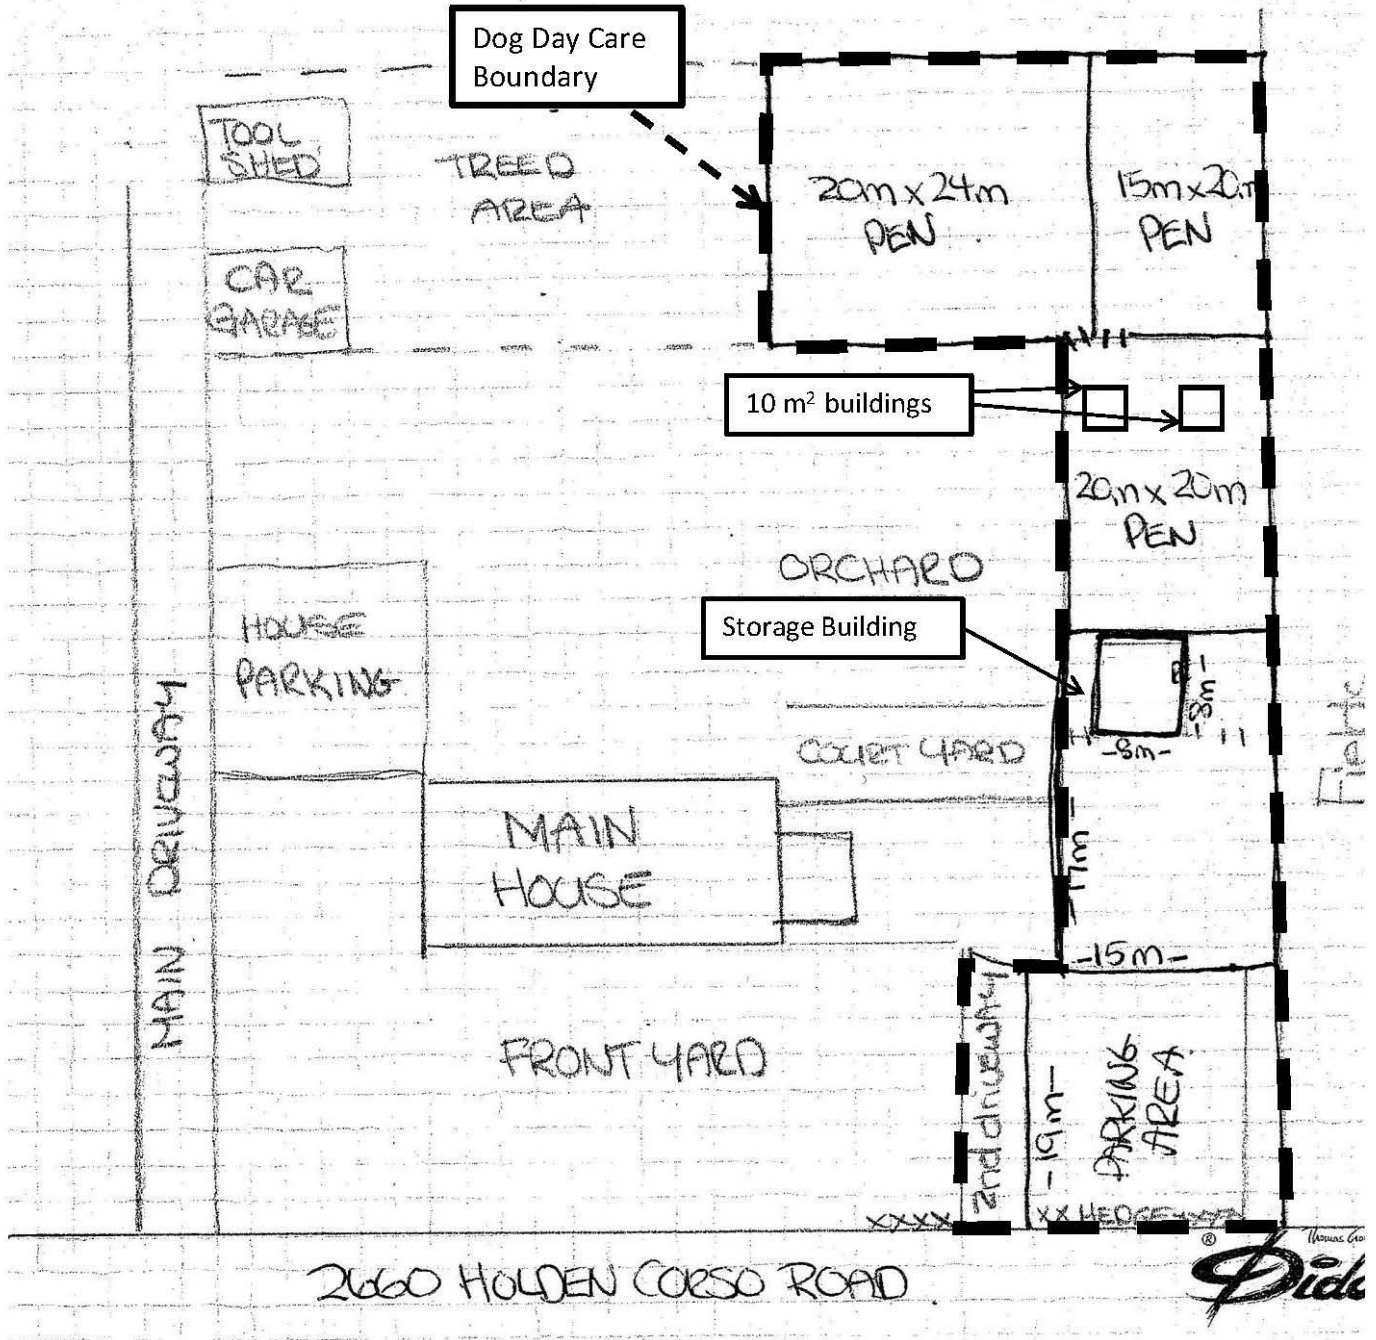 Dog Day Care
Boundary
TOOL
SHED
TREED
AREA
20m x 24m
PEN
15m x 20m
PEN
CAR
GARAGE
10 m² buildings
20m x 20m
PEN
ORCHARD
HOUSE
PARKING
Storage Building
-8m-
-8m-
COURT YARD
MAIN DRIVEWAY
MAIN
HOUSE
-17m-
-15m-
FRONT YARD
2nd driveway
-19m-
PARKING
AREA
XXXX
XX HEDGE XXXX
2660 HOLDEN CORSO ROAD
®
Thomas